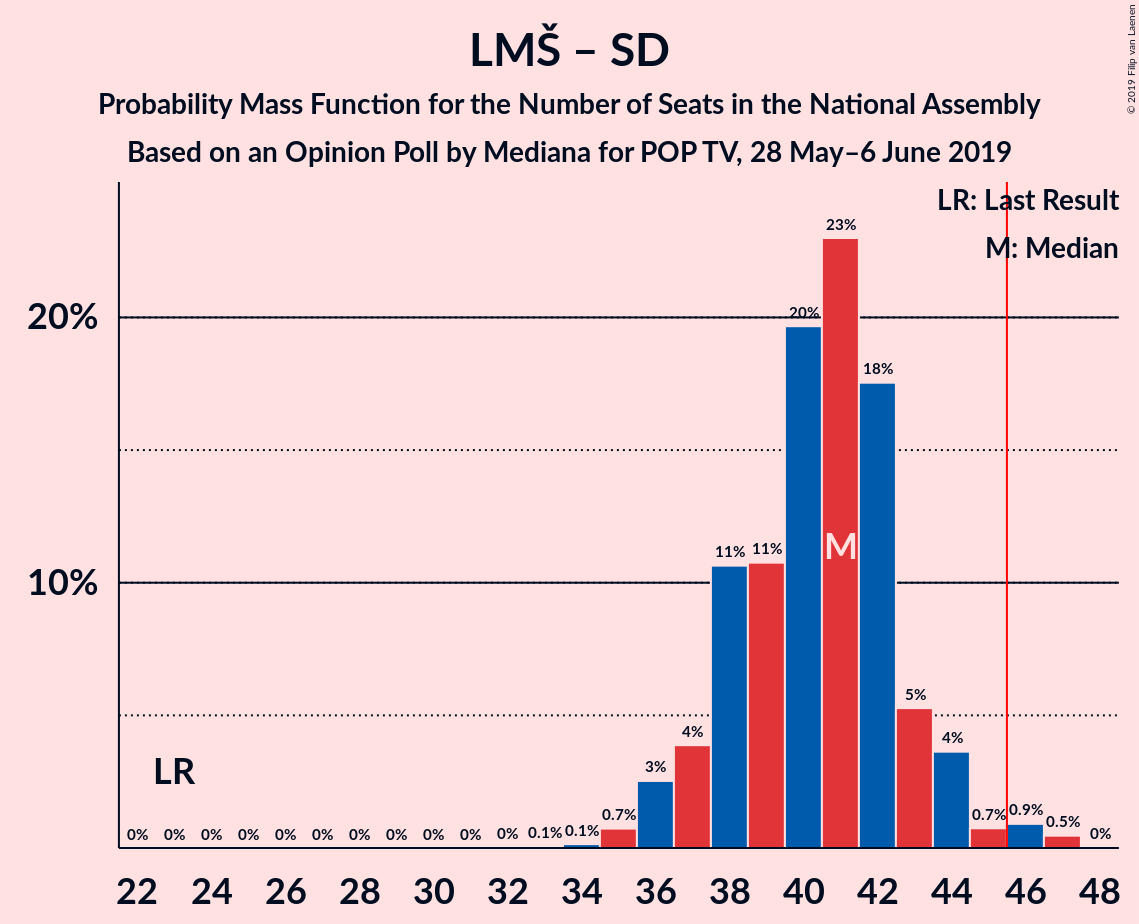 LMŠ – SD
Probability Mass Function for the Number of Seats in the National Assembly
Based on an Opinion Poll by Mediana for POP TV, 28 May–6 June 2019
© 2019 Filip van Laenen
LR: Last Result
M: Median
20%
10%
LR
M
0% 0% 0% 0% 0% 0% 0% 0% 0% 0% 0% 0.1% 0.1% 0.7% 3% 4% 11% 11% 20% 23% 18% 5% 4% 0.7% 0.9% 0.5% 0%
22 24 26 28 30 32 34 36 38 40 42 44 46 48